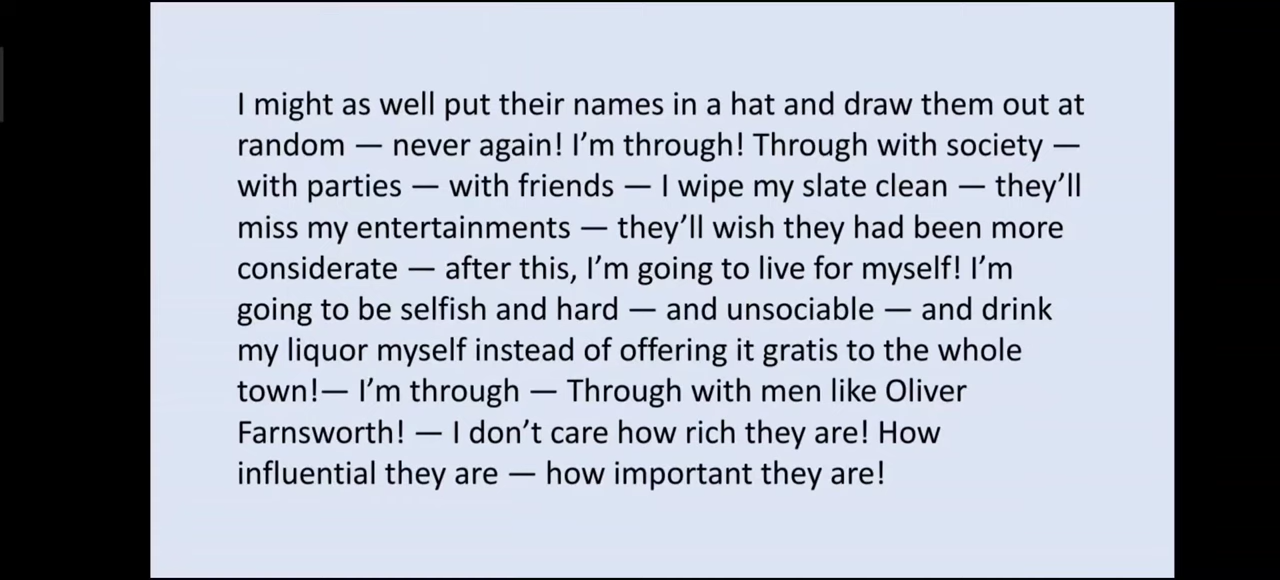 I might as well put their names in a hat and draw them out at
random — never again! I’m through! Through with society —
with parties — with friends — I wipe my slate clean — they’ll
miss my entertainments — they’ll wish they had been more
considerate — after this, I’m going to live for myself! I’m
going to be selfish and hard — and unsociable — and drink
my liquor myself instead of offering it gratis to the whole
town!— I’m through — Through with men like Oliver
Farnsworth! — I don’t care how rich they are! How
influential they are — how important they are!